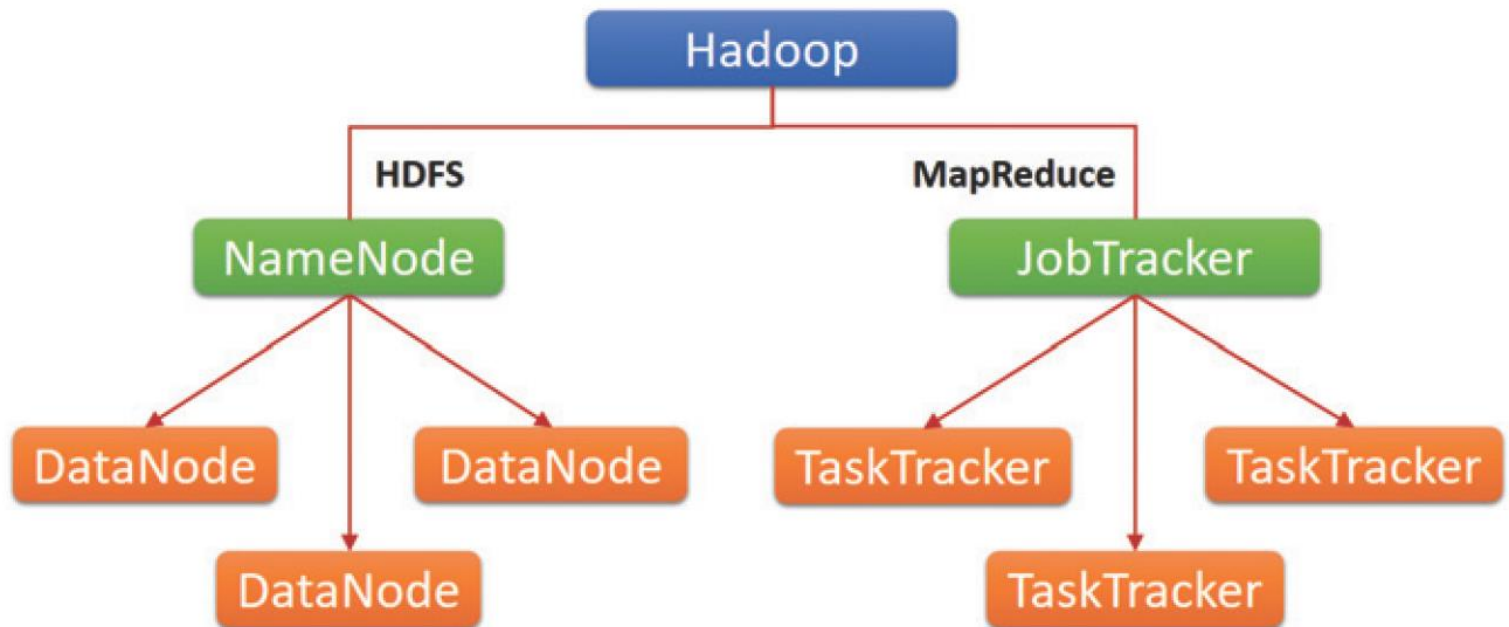 Hadoop
HDFS
MapReduce
NameNode
JobTracker
DataNode
DataNode
DataNode
TaskTracker
TaskTracker
TaskTracker